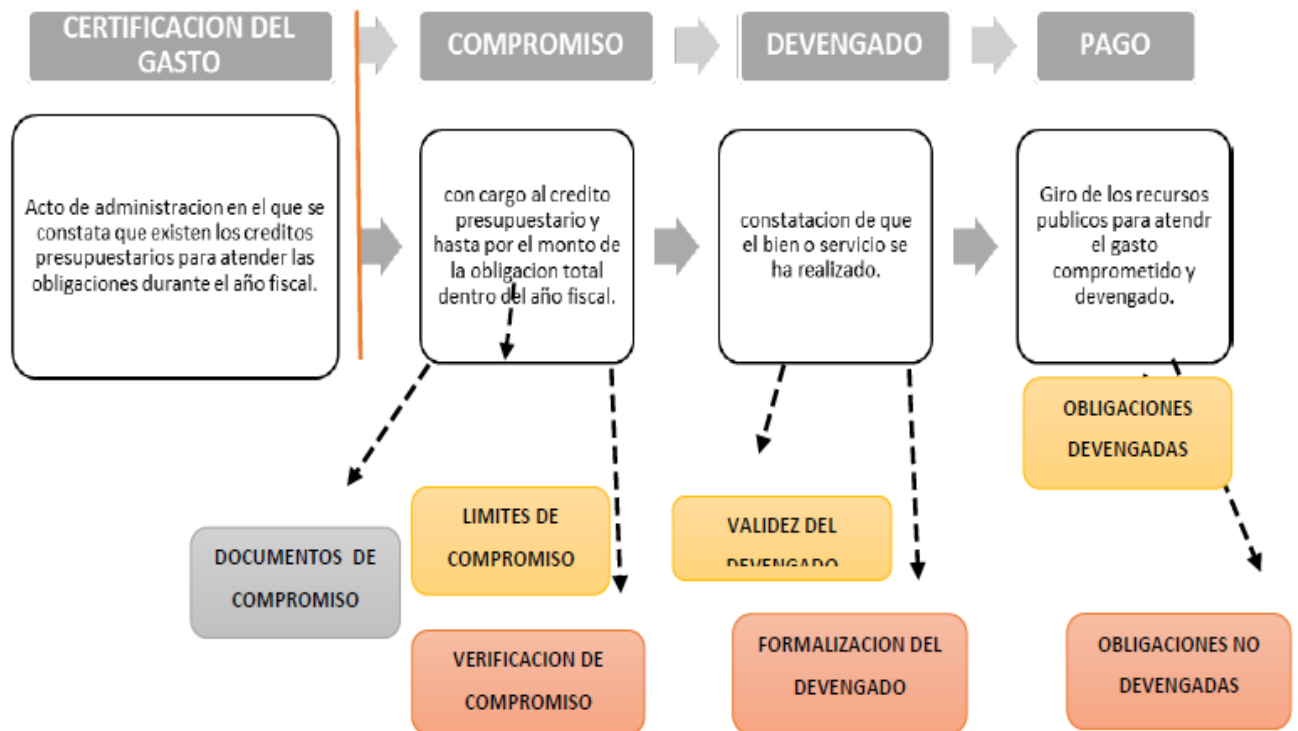 CERTIFICACION DEL
GASTO
COMPROMISO
DEVENGADO
PAGO
Acto de administracion en el que se
constata que existen los creditos
presupuestarios para atender las
obligaciones durante el año fiscal.
con cargo al credito
presupuestario y
hasta por el monto de
la obligacion total
dentro del año fiscal.
constatacion de que
el bien o servicio se
ha realizado.
Giro de los recursos
publicos para atendr
el gasto
comprometido y
devengado.
OBLIGACIONES
DEVENGADAS
LIMITES DE
COMPROMISO
VALIDEZ DEL
DEVENGADO
DOCUMENTOS DE
COMPROMISO
VERIFICACION DE
COMPROMISO
FORMALIZACION DEL
DEVENGADO
OBLIGACIONES NO
DEVENGADAS